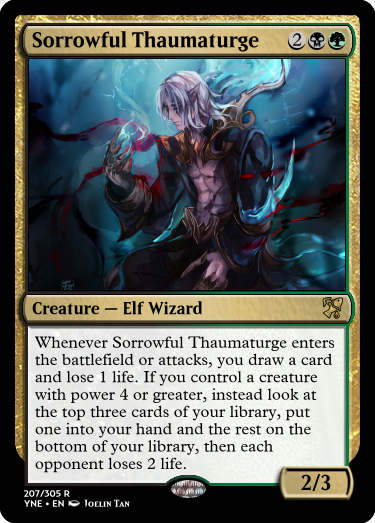 Sorrowful Thaumaturge 2
Creature — Elf Wizard
Whenever Sorrowful Thaumaturge enters
the battlefield or attacks, you draw a card
and lose 1 life. If you control a creature
with power 4 or greater, instead look at
the top three cards of your library, put
one into your hand and the rest on the
bottom of your library, then each
opponent loses 2 life.
2/3
207/305 R
YNE • EN Joelin Tan